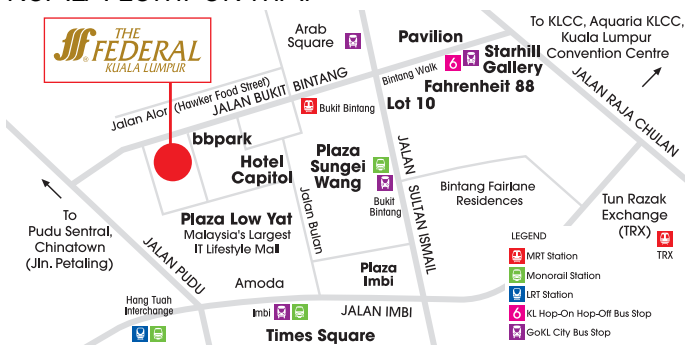 THE
FEDERAL
KUALA LUMPUR
Arab
Square
Pavilion
To KLCC, Aquaria KLCC,
Kuala Lumpur
Convention Centre
Bintang Walk
6
Starhill
Gallery
Fahrenheit 88
JALAN RAJA CHULAN
Jalan Alor (Hawker Food Street)
JALAN BUKIT BINTANG
Bukit Bintang
Lot 10
bbpark
Hotel
Capitol
Plaza
Sungei
Wang
Bukit
Bintang
JALAN SULTAN ISMAIL
Bintang Fairlane
Residences
Tun Razak
Exchange
(TRX)
TRX
To
Pudu Sentral,
Chinatown
(Jln. Petaling)
Plaza Low Yat
Malaysia's Largest
IT Lifestyle Mall
Jalan Bulan
JALAN PUDU
Plaza
Imbi
Amoda
Hang Tuah
Interchange
Imbi
JALAN IMBI
Times Square
LEGEND
MRT Station
Monorail Station
LRT Station
6 KL Hop-On Hop-Off Bus Stop
GoKL City Bus Stop